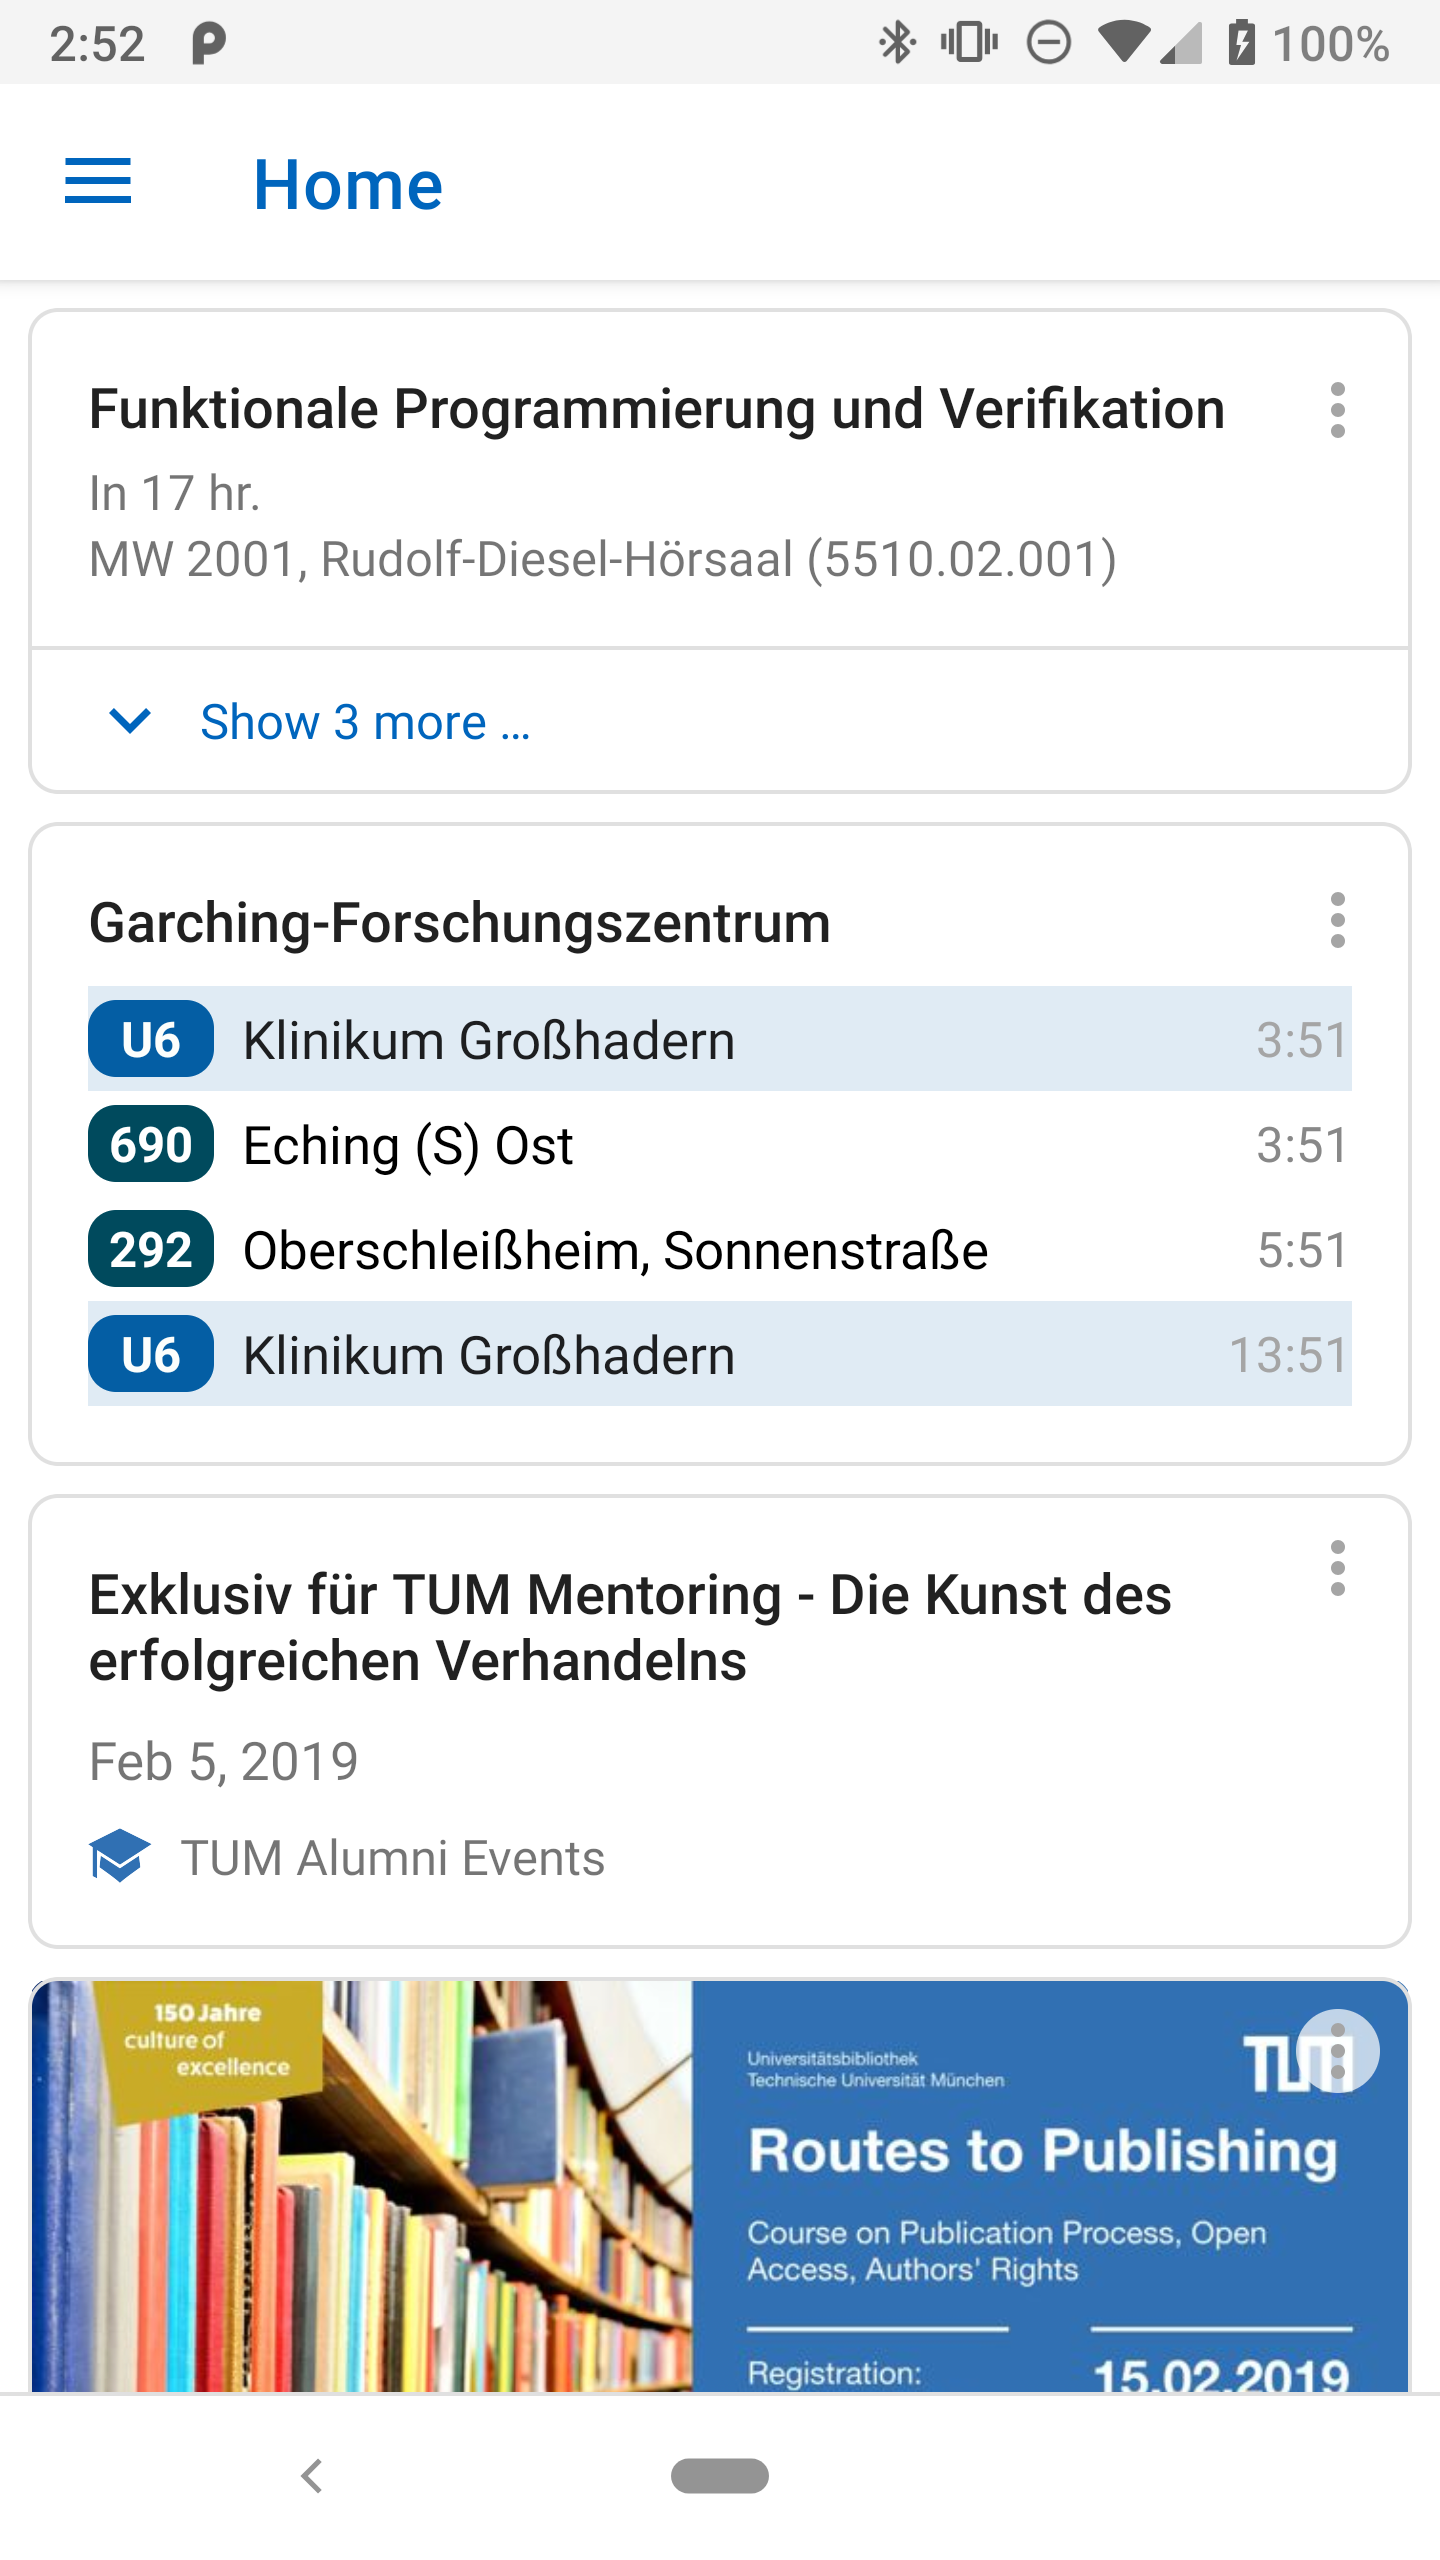 2:52
100%
Home
Funktionale Programmierung und Verifikation
In 17 hr.
MW 2001, Rudolf-Diesel-Hörsaal (5510.02.001)
Show 3 more ...
Garching-Forschungszentrum
U6 Klinikum Großhadern 3:51
690 Eching (S) Ost 3:51
292 Oberschleißheim, Sonnenstraße 5:51
U6 Klinikum Großhadern 13:51
Exklusiv für TUM Mentoring - Die Kunst des
erfolgreichen Verhandelns
Feb 5, 2019
TUM Alumni Events
150 Jahre
culture of
excellence
Universitätsbibliothek
Technische Universität München
TUM
Routes to Publishing
Course on Publication Process, Open
Access, Authors' Rights
Registration:
15.02.2019